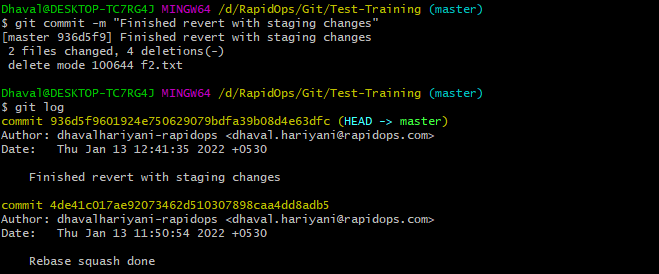 Dhaval@DESKTOP-TC7RG4J MINGW64 /d/RapidOps/Git/Test-Training (master)
$ git commit -m "Finished revert with staging changes"
[master 936d5f9] Finished revert with staging changes
 2 files changed, 4 deletions(-)
 delete mode 100644 f2.txt

Dhaval@DESKTOP-TC7RG4J MINGW64 /d/RapidOps/Git/Test-Training (master)
$ git log
commit 936d5f9601924e750629079bdfa39b08d4e63dfc (HEAD -> master)
Author: dhavalhariyani-rapidops <dhaval.hariyani@rapidops.com>
Date:   Thu Jan 13 12:41:35 2022 +0530

    Finished revert with staging changes

commit 4de41c017ae92073462d510307898caa4dd8adb5
Author: dhavalhariyani-rapidops <dhaval.hariyani@rapidops.com>
Date:   Thu Jan 13 11:50:54 2022 +0530

    Rebase squash done